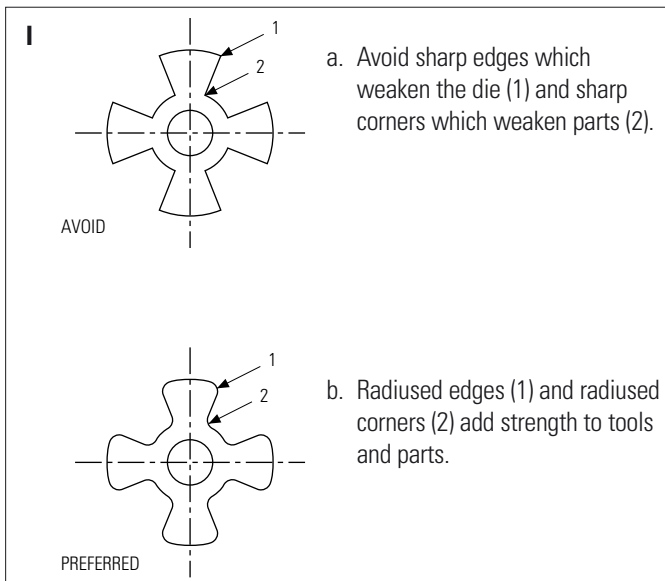 I
1
2
a. Avoid sharp edges which
weaken the die (1) and sharp
corners which weaken parts (2).
AVOID
1
2
b. Radiused edges (1) and radiused
corners (2) add strength to tools
and parts.
PREFERRED